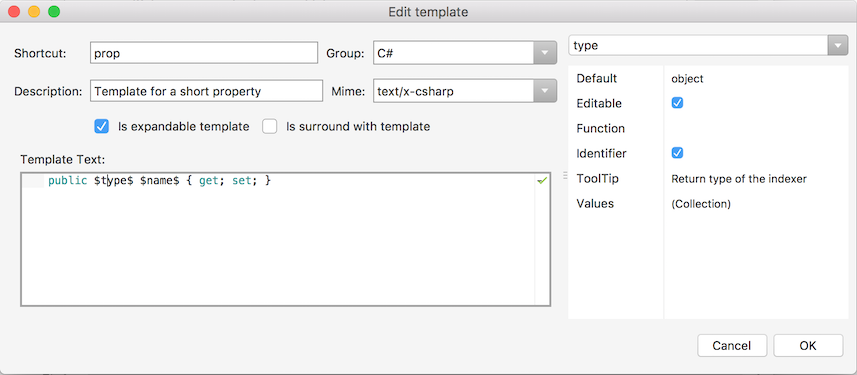 Edit template
Shortcut: prop Group: C#
Description: Template for a short property Mime: text/x-csharp
Is expandable template Is surround with template
Template Text:
public $type$ $name$ { get; set; }
type
Default object
Editable
Function
Identifier
ToolTip Return type of the indexer
Values (Collection)
Cancel OK